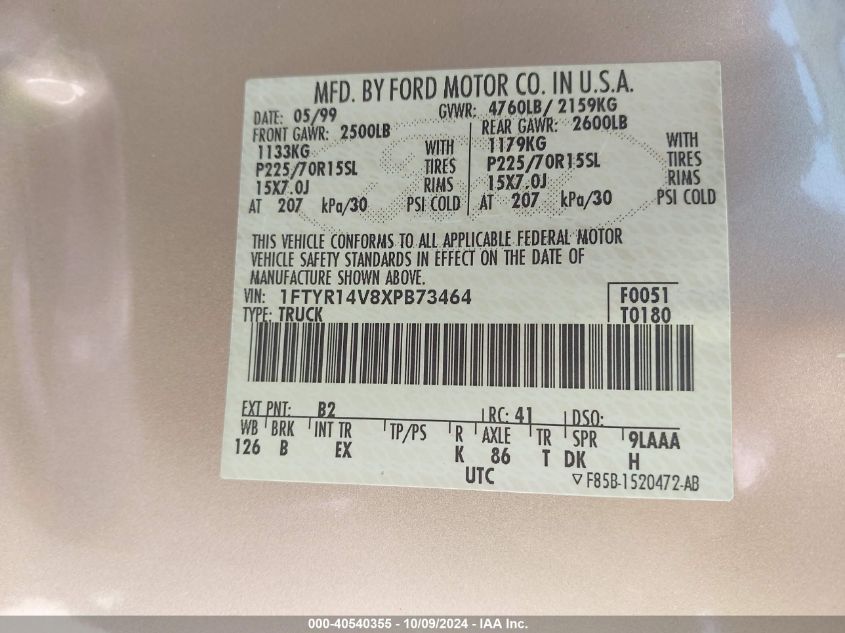 MFD. BY FORD MOTOR CO. IN U.S.A.
DATE: 05/99 GVWR: 4760LB/ 2159KG
FRONT GAWR: 2500LB REAR GAWR: 2600LB
1133KG WITH 1179KG WITH
P225/70R15SL TIRES P225/70R15SL TIRES
15X7.0J RIMS 15X7.0J RIMS
AT 207 kPa/30 PSI COLD AT 207 kPa/30 PSI COLD
THIS VEHICLE CONFORMS TO ALL APPLICABLE FEDERAL MOTOR
VEHICLE SAFETY STANDARDS IN EFFECT ON THE DATE OF
MANUFACTURE SHOWN ABOVE.
VIN: 1FTYR14V8XPB73464 F0051
TYPE: TRUCK T0180
EXT PNT: B2 RC: 41 DSO:
WB BRK INT TR TP/PS R AXLE TR SPR 9LAAA
126 B EX K 86 T DK H
UTC ▽ F85B-1520472-AB
000-40540355 - 10/09/2024 - IAA Inc.